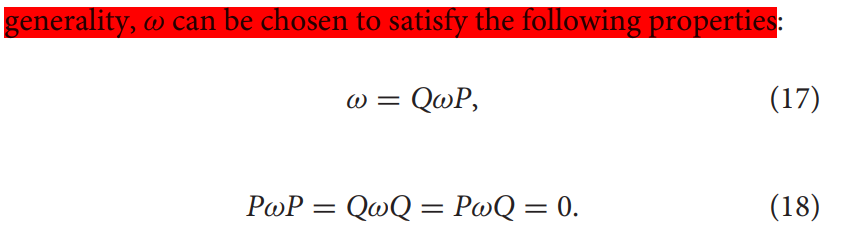 generality, ω can be chosen to satisfy the following properties:
ω = QωP, (17)
PωP = QωQ = PωQ = 0. (18)